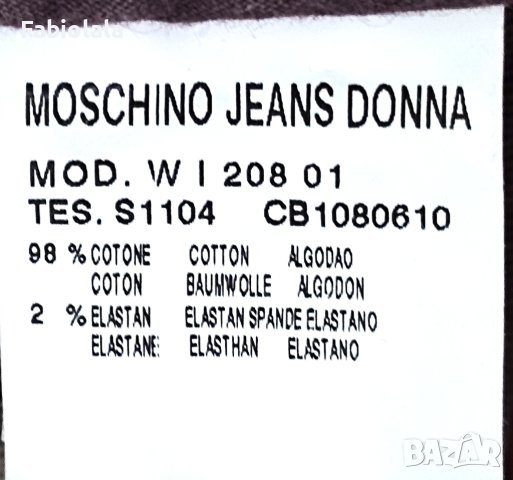 Fabiolala
MOSCHINO JEANS DONNA
MOD. W I 208 01
TES. S1104 CB1080610
98 % COTONE COTTON ALGODAO
COTON BAUMWOLLE ALGODON
2 % ELASTAN ELASTAN SPANDE ELASTANO
ELASTANE ELASTHAN ELASTANO
BAZAR